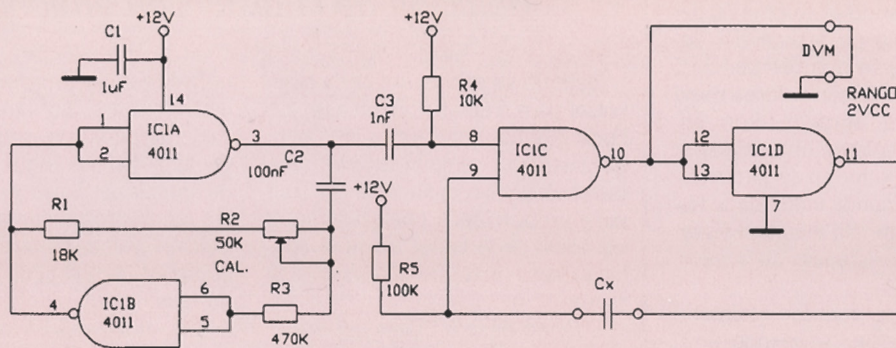 +12V
C1
1uF
14
1
2
IC1A
4011
3
C2
100nF
C3
1nF
+12V
R4
10K
8
9
IC1C
4011
10
12
13
IC1D
4011
11
7
DVM
RANGO
2VCC
R1
18K
R2
50K
CAL.
+12V
R5
100K
Cx
4
IC1B
4011
6
5
R3
470K